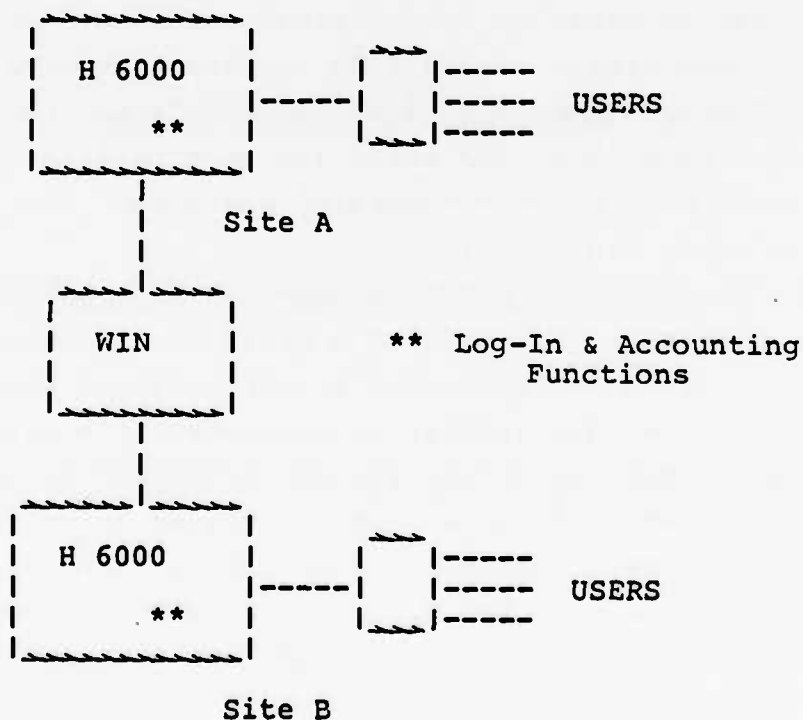 H 6000
**
USERS
Site A
WIN
** Log-In & Accounting
Functions
H 6000
**
USERS
Site B